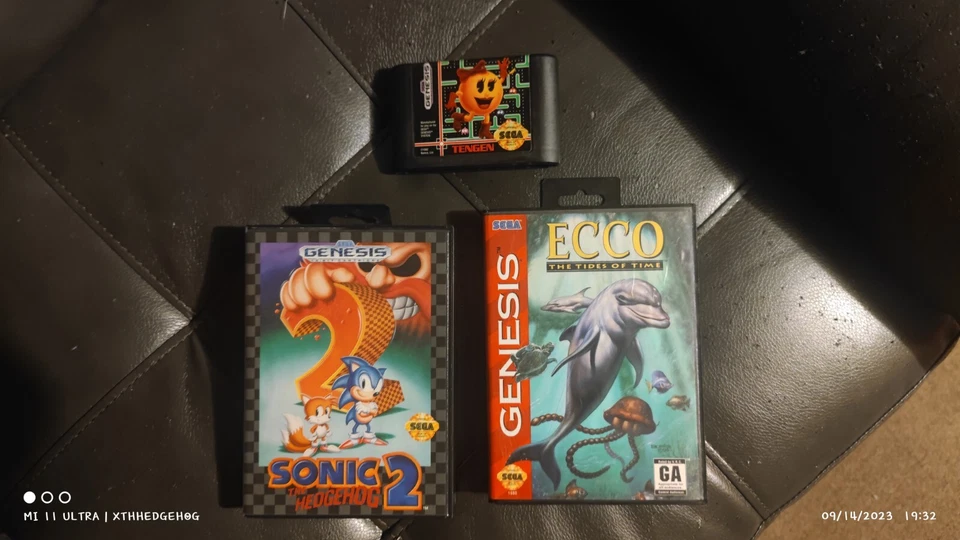 GENESIS
SEGA
TENGEN
SEGA
GENESIS
ECCO
THE TIDES OF TIME
GENESIS
2
SEGA
SONIC
THE
HEDGEHOG
2
SEGA
GA
MI 11 ULTRA | XTHHEDGEHOG
09/14/2023 19:32